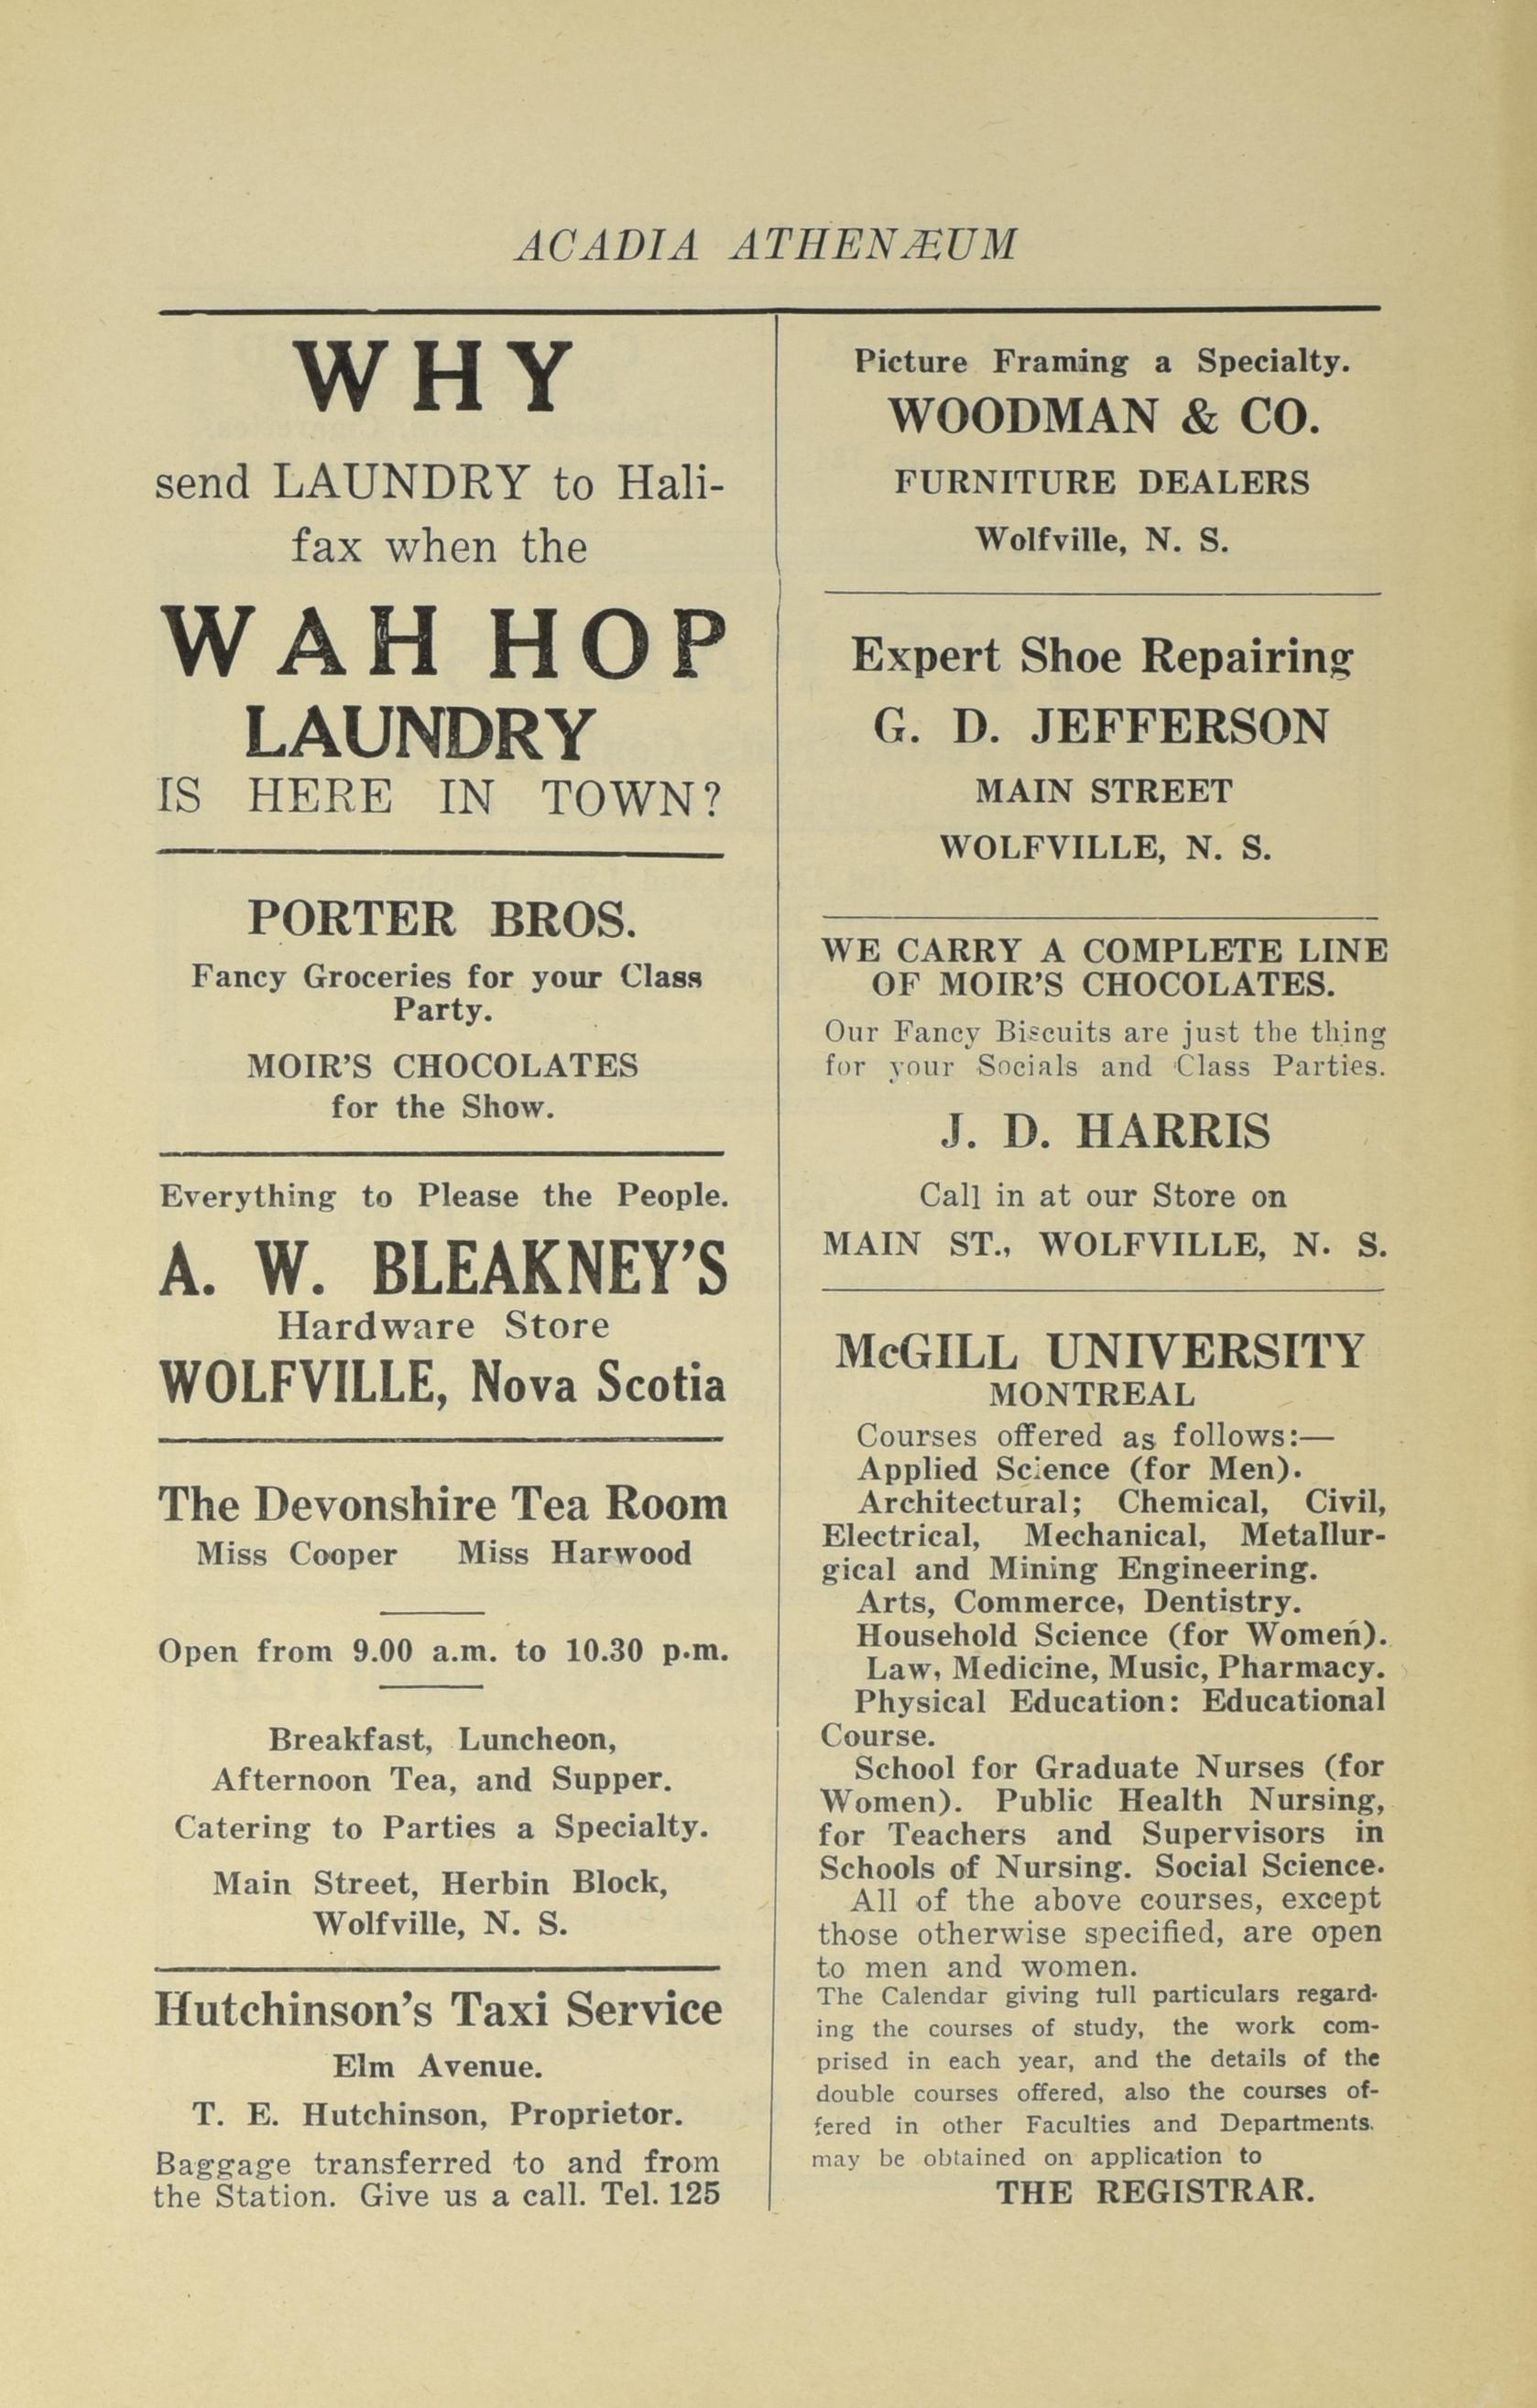 ACADIA ATHENÆUM
WHY
send LAUNDRY to Hali-
fax when the
WAH HOP
LAUNDRY
IS HERE IN TOWN?
PORTER BROS.
Fancy Groceries for your Class
Party.
MOIR'S CHOCOLATES
for the Show.
Everything to Please the People.
A. W. BLEAKNEY'S
Hardware Store
WOLFVILLE, Nova Scotia
The Devonshire Tea Room
Miss Cooper Miss Harwood
Open from 9.00 a.m. to 10.30 p.m.
Breakfast, Luncheon,
Afternoon Tea, and Supper.
Catering to Parties a Specialty.
Main Street, Herbin Block,
Wolfville, N. S.
Hutchinson's Taxi Service
Elm Avenue.
T. E. Hutchinson, Proprietor.
Baggage transferred to and from
the Station. Give us a call. Tel. 125
Picture Framing a Specialty.
WOODMAN & CO.
FURNITURE DEALERS
Wolfville, N. S.
Expert Shoe Repairing
G. D. JEFFERSON
MAIN STREET
WOLFVILLE, N. S.
WE CARRY A COMPLETE LINE
OF MOIR'S CHOCOLATES.
Our Fancy Biscuits are just the thing
for your Socials and Class Parties.
J. D. HARRIS
Call in at our Store on
MAIN ST., WOLFVILLE, N. S.
McGILL UNIVERSITY
MONTREAL
Courses offered as follows:—
Applied Science (for Men).
Architectural; Chemical, Civil,
Electrical, Mechanical, Metallur-
gical and Mining Engineering.
Arts, Commerce, Dentistry.
Household Science (for Women).
Law, Medicine, Music, Pharmacy.
Physical Education: Educational
Course.
School for Graduate Nurses (for
Women). Public Health Nursing,
for Teachers and Supervisors in
Schools of Nursing. Social Science.
All of the above courses, except
those otherwise specified, are open
to men and women.
The Calendar giving full particulars regard-
ing the courses of study, the work com-
prised in each year, and the details of the
double courses offered, also the courses of-
fered in other Faculties and Departments.
may be obtained on application to
THE REGISTRAR.